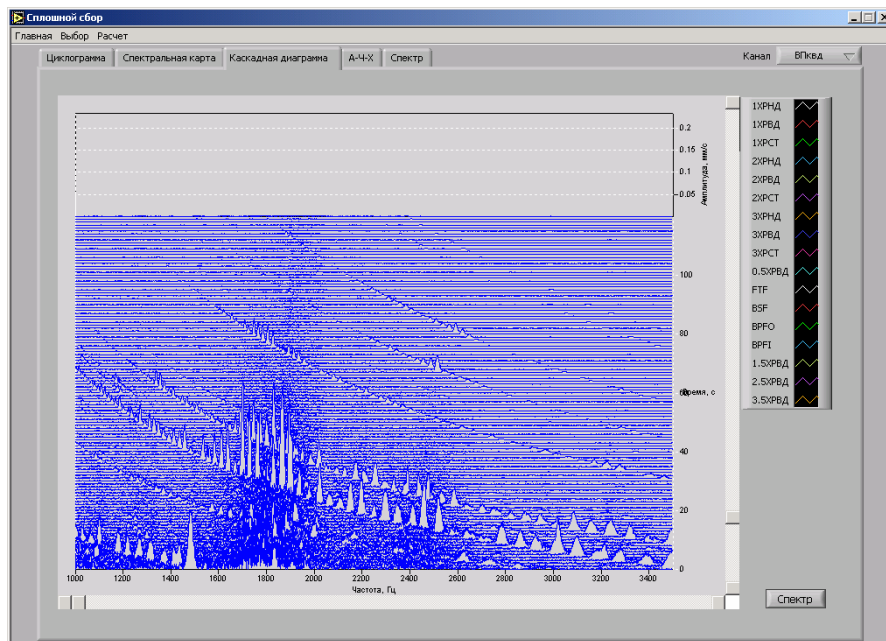 Сплошной сбор
Главная Выбор Расчет
Циклограмма Спектральная карта Каскадная диаграмма А-Ч-Х Спектр
Канал ВПквд
1ХРНД
1ХРВД
1ХРСТ
2ХРНД
2ХРВД
2ХРСТ
3ХРНД
3ХРВД
3ХРСТ
0.5ХРВД
FTF
BSF
BPFO
BPFI
1.5ХРВД
2.5ХРВД
3.5ХРВД
0.2
0.15
0.1
0.05
Амплитуда, мм/с
100
80
60
40
20
0
Время, с
1000 1200 1400 1600 1800 2000 2200 2400 2600 2800 3000 3200 3400
Частота, Гц
Спектр